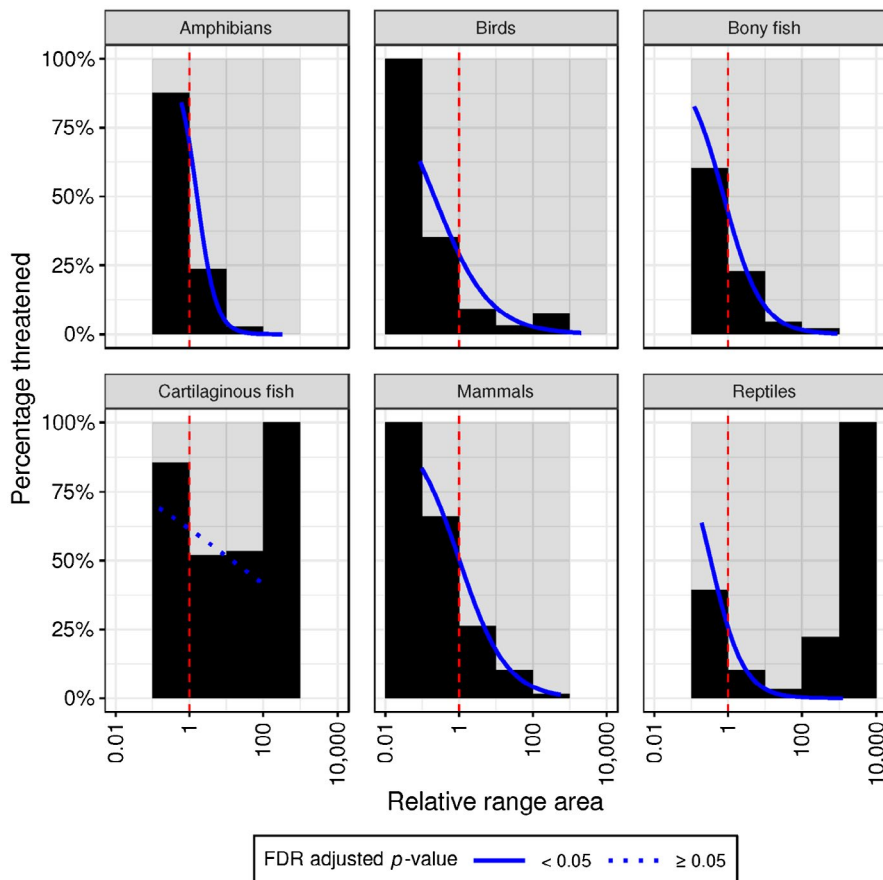 Amphibians Birds Bony fish
100%
75%
50%
25%
0%
Cartilaginous fish Mammals Reptiles
100%
75%
50%
25%
0%
Percentage threatened
0.01 1 100 10,000 0.01 1 100 10,000 0.01 1 100 10,000
Relative range area
FDR adjusted p-value < 0.05 ≥ 0.05